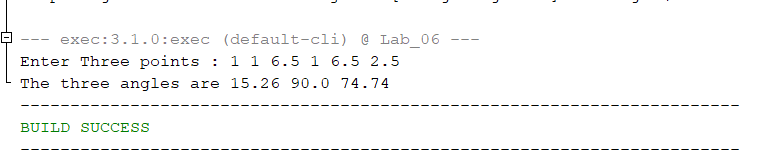 --- exec:3.1.0:exec (default-cli) @ Lab_06 ---
Enter Three points : 1 1 6.5 1 6.5 2.5
The three angles are 15.26 90.0 74.74
------------------------------------------------------------------------
BUILD SUCCESS
------------------------------------------------------------------------